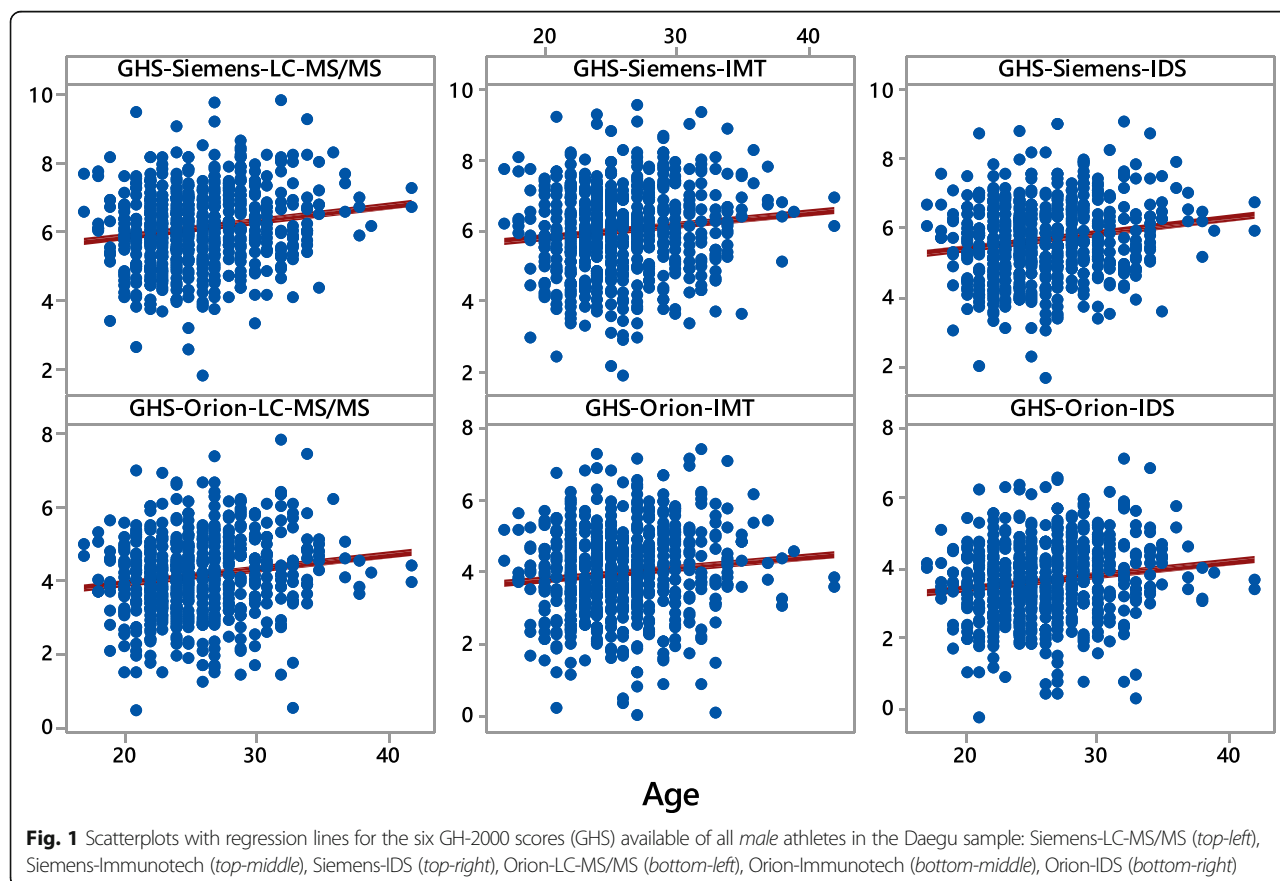 20 30 40
GHS-Siemens-LC-MS/MS GHS-Siemens-IMT GHS-Siemens-IDS
10 10 10
8 8 8
6 6 6
4 4 4
2 2 2
GHS-Orion-LC-MS/MS GHS-Orion-IMT GHS-Orion-IDS
8 8 8
6 6 6
4 4 4
2 2 2
0 0 0
20 30 40 20 30 40
Age
Fig. 1 Scatterplots with regression lines for the six GH-2000 scores (GHS) available of all male athletes in the Daegu sample: Siemens-LC-MS/MS (top-left),
Siemens-Immunotech (top-middle), Siemens-IDS (top-right), Orion-LC-MS/MS (bottom-left), Orion-Immunotech (bottom-middle), Orion-IDS (bottom-right)